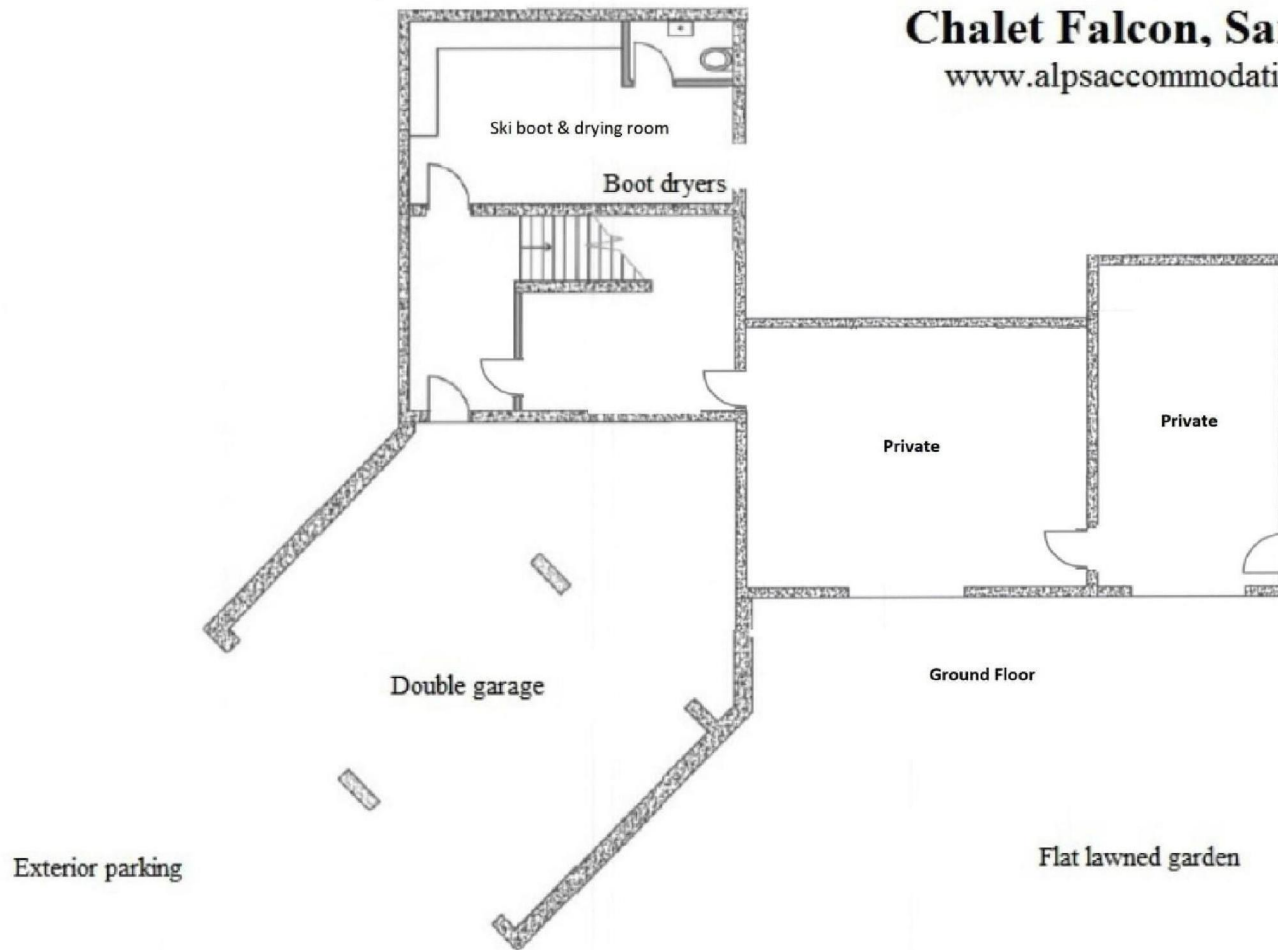 Chalet Falcon,
www.alpsaccommodati
Ski boot & drying room
Boot dryers
Private
Private
Ground Floor
Double garage
Exterior parking
Flat lawned garden